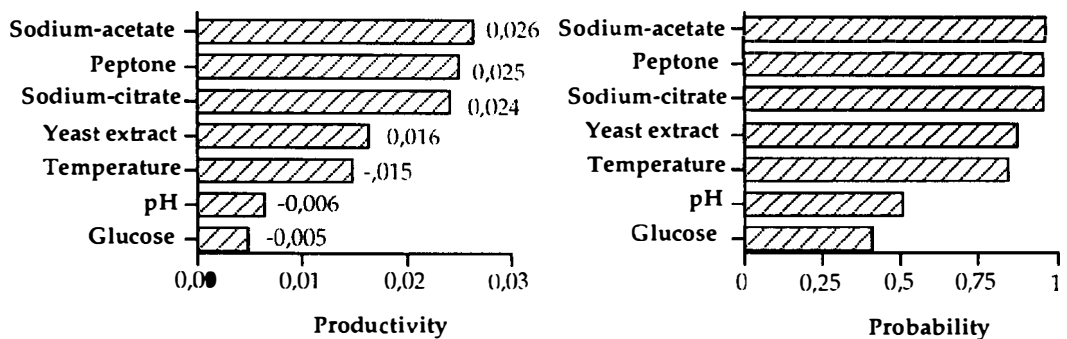 Sodium-acetate
0,026
Peptone
0,025
Sodium-citrate
0,024
Yeast extract
0,016
Temperature
-,015
pH
-0,006
Glucose
-0,005
0,00
0,01
0,02
0,03
Productivity
Sodium-acetate
Peptone
Sodium-citrate
Yeast extract
Temperature
pH
Glucose
0
0,25
0,5
0,75
1
Probability